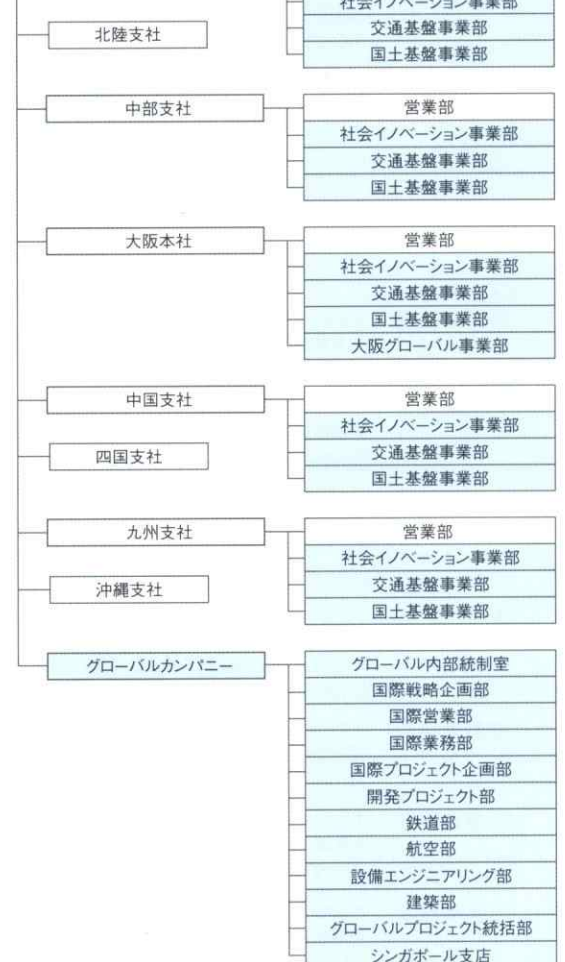 社会イノベーション事業部
北陸支社
交通基盤事業部
国土基盤事業部
中部支社
営業部
社会イノベーション事業部
交通基盤事業部
国土基盤事業部
大阪本社
営業部
社会イノベーション事業部
交通基盤事業部
国土基盤事業部
大阪グローバル事業部
中国支社
営業部
社会イノベーション事業部
四国支社
交通基盤事業部
国土基盤事業部
九州支社
営業部
社会イノベーション事業部
沖縄支社
交通基盤事業部
国土基盤事業部
グローバルカンパニー
グローバル内部統制室
国際戦略企画部
国際営業部
国際業務部
国際プロジェクト企画部
開発プロジェクト部
鉄道部
航空部
設備エンジニアリング部
建築部
グローバルプロジェクト統括部
シンガポール支店